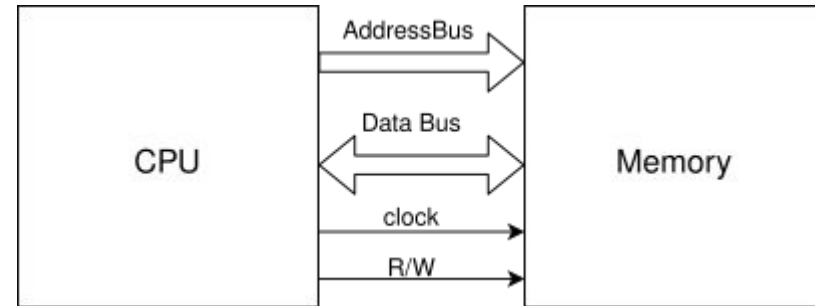 AddressBus
CPU
Data Bus
Memory
clock
R/W